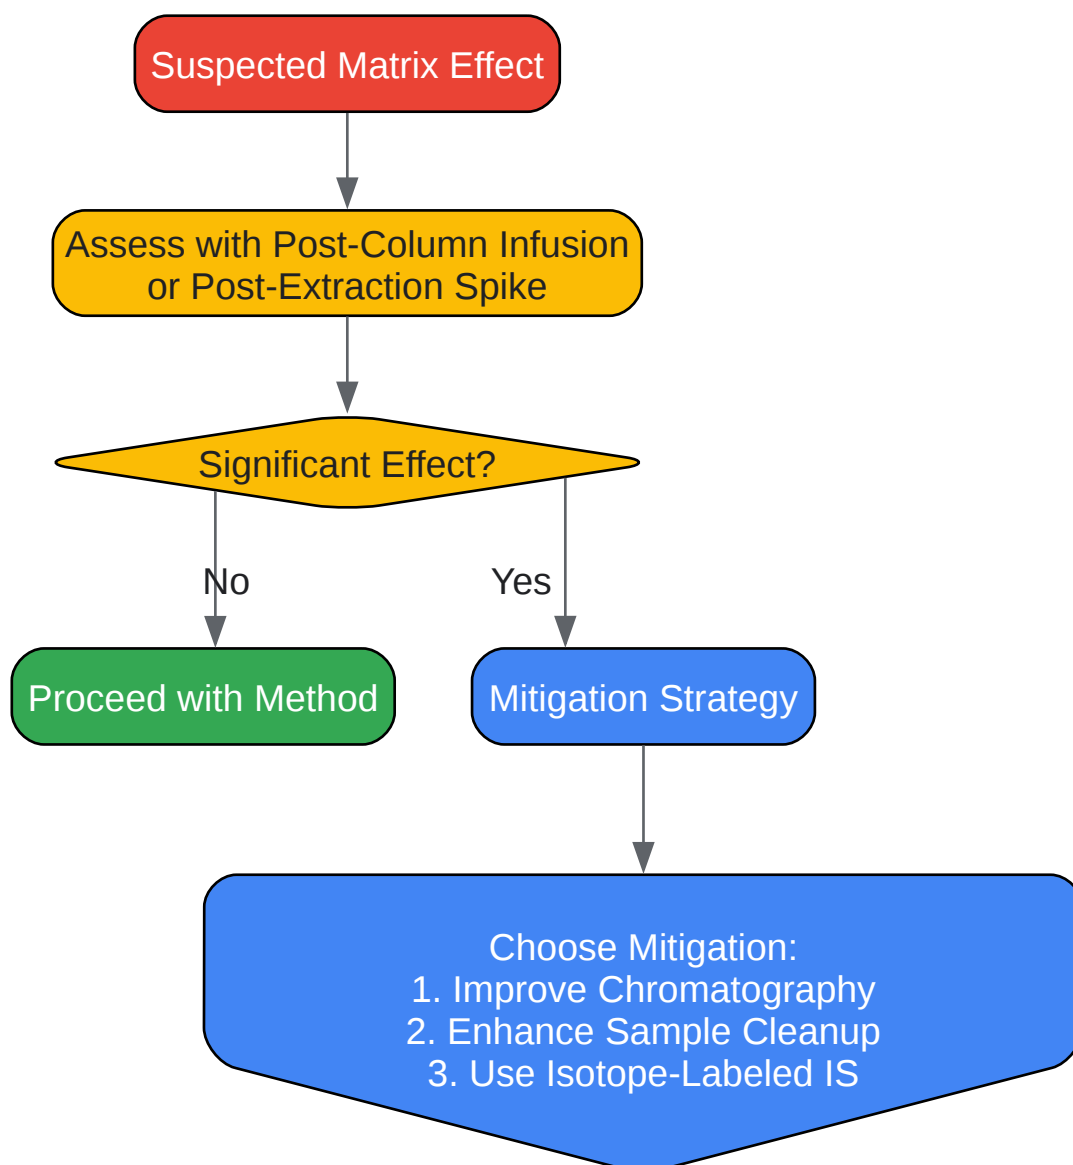 Suspected Matrix Effect
Assess with Post-Column Infusion
or Post-Extraction Spike
Significant Effect?
No
Yes
Proceed with Method
Mitigation Strategy
Choose Mitigation:
1. Improve Chromatography
2. Enhance Sample Cleanup
3. Use Isotope-Labeled IS